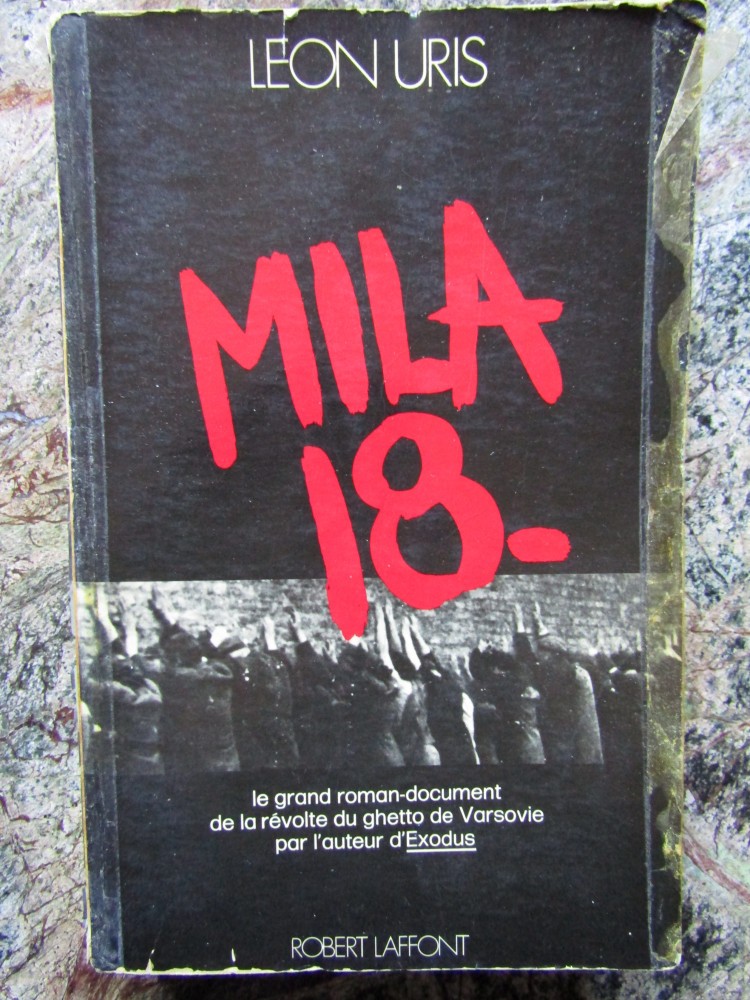 LEON URIS
MILA
18-
le grand roman-document
de la révolte du ghetto de Varsovie
par l'auteur d'Exodus
ROBERT LAFFONT